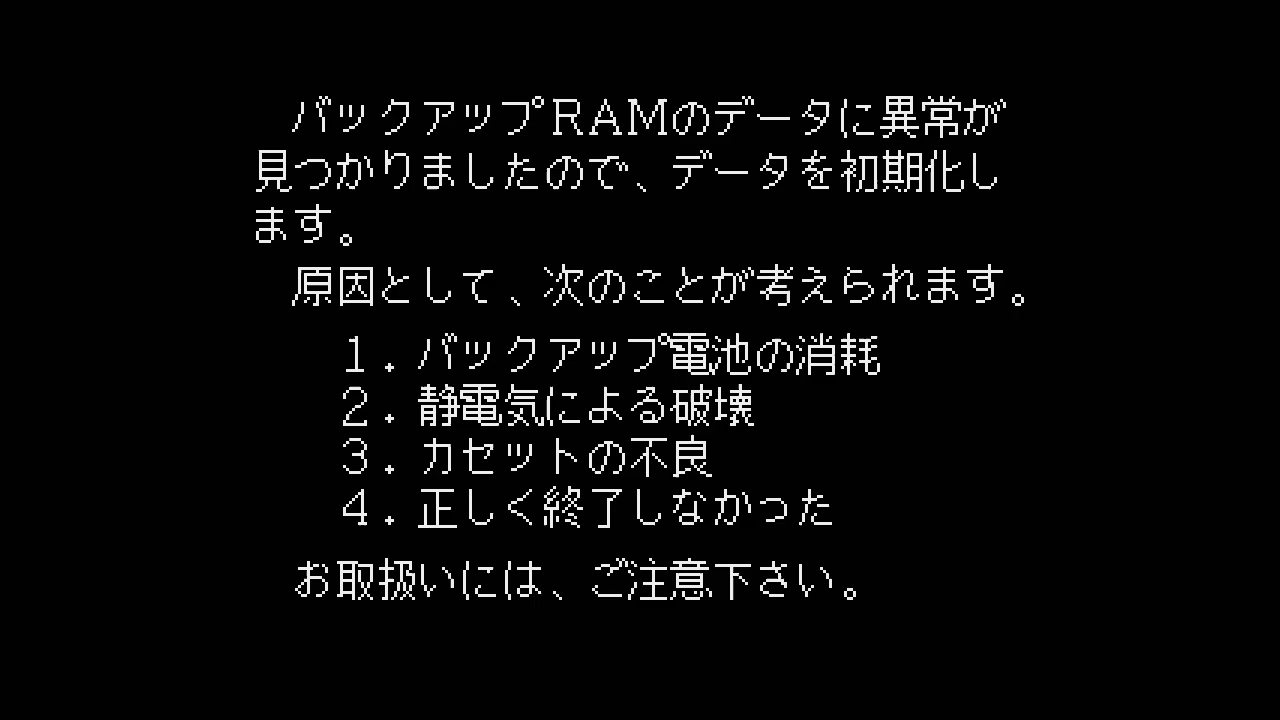 バックアップRAMのデータに異常が
見つかりましたので、データを初期化し
ます。
原因として、次のことが考えられます。
1．バックアップ電池の消耗
2．静電気による破壊
3．カセットの不良
4．正しく終了しなかった
お取扱いには、ご注意下さい。